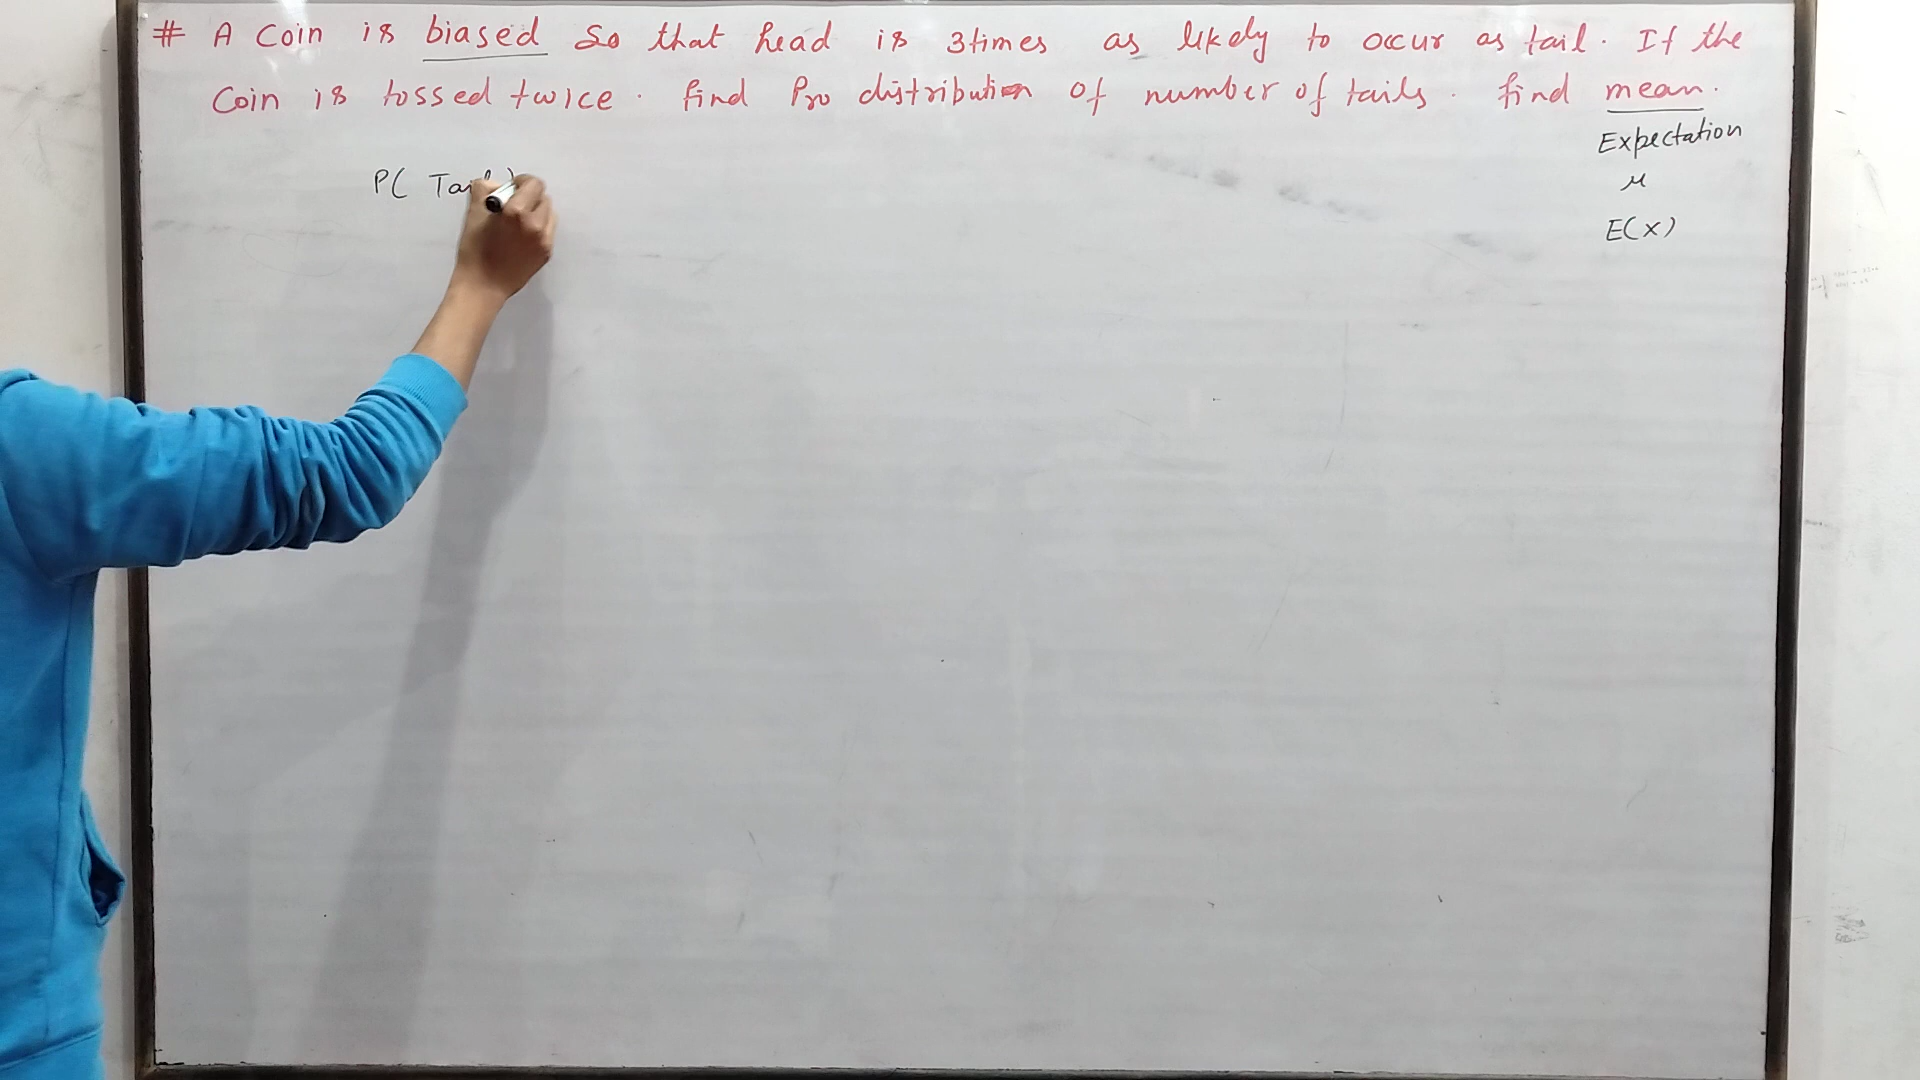 # A Coin is biased So that head is 3times as likely to occur as tail. If the
Coin is tossed twice. find Pro distribution of number of tails. find mean.
Expectation
μ
E(x)
P( Tail)